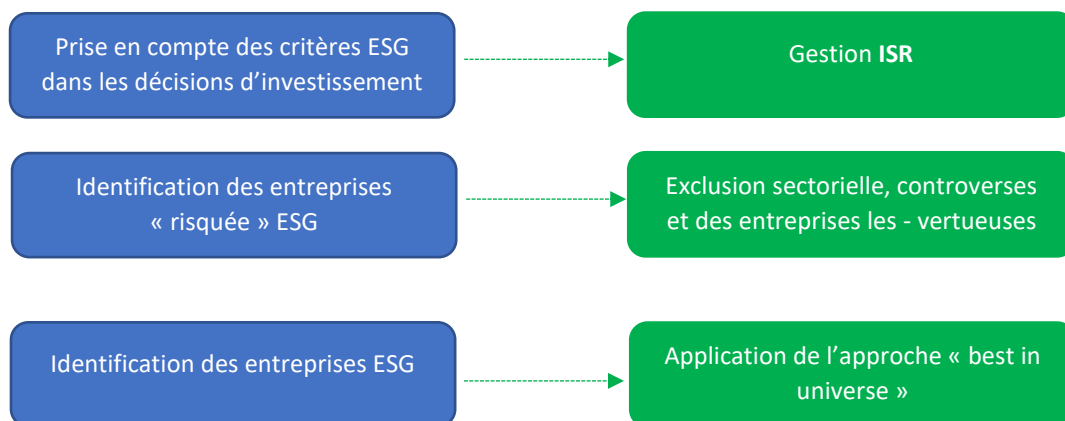 Prise en compte des critères ESG
dans les décisions d’investissement
Gestion ISR
Identification des entreprises
« risquée » ESG
Exclusion sectorielle, controverses
et des entreprises les - vertueuses
Identification des entreprises ESG
Application de l’approche « best in
universe »